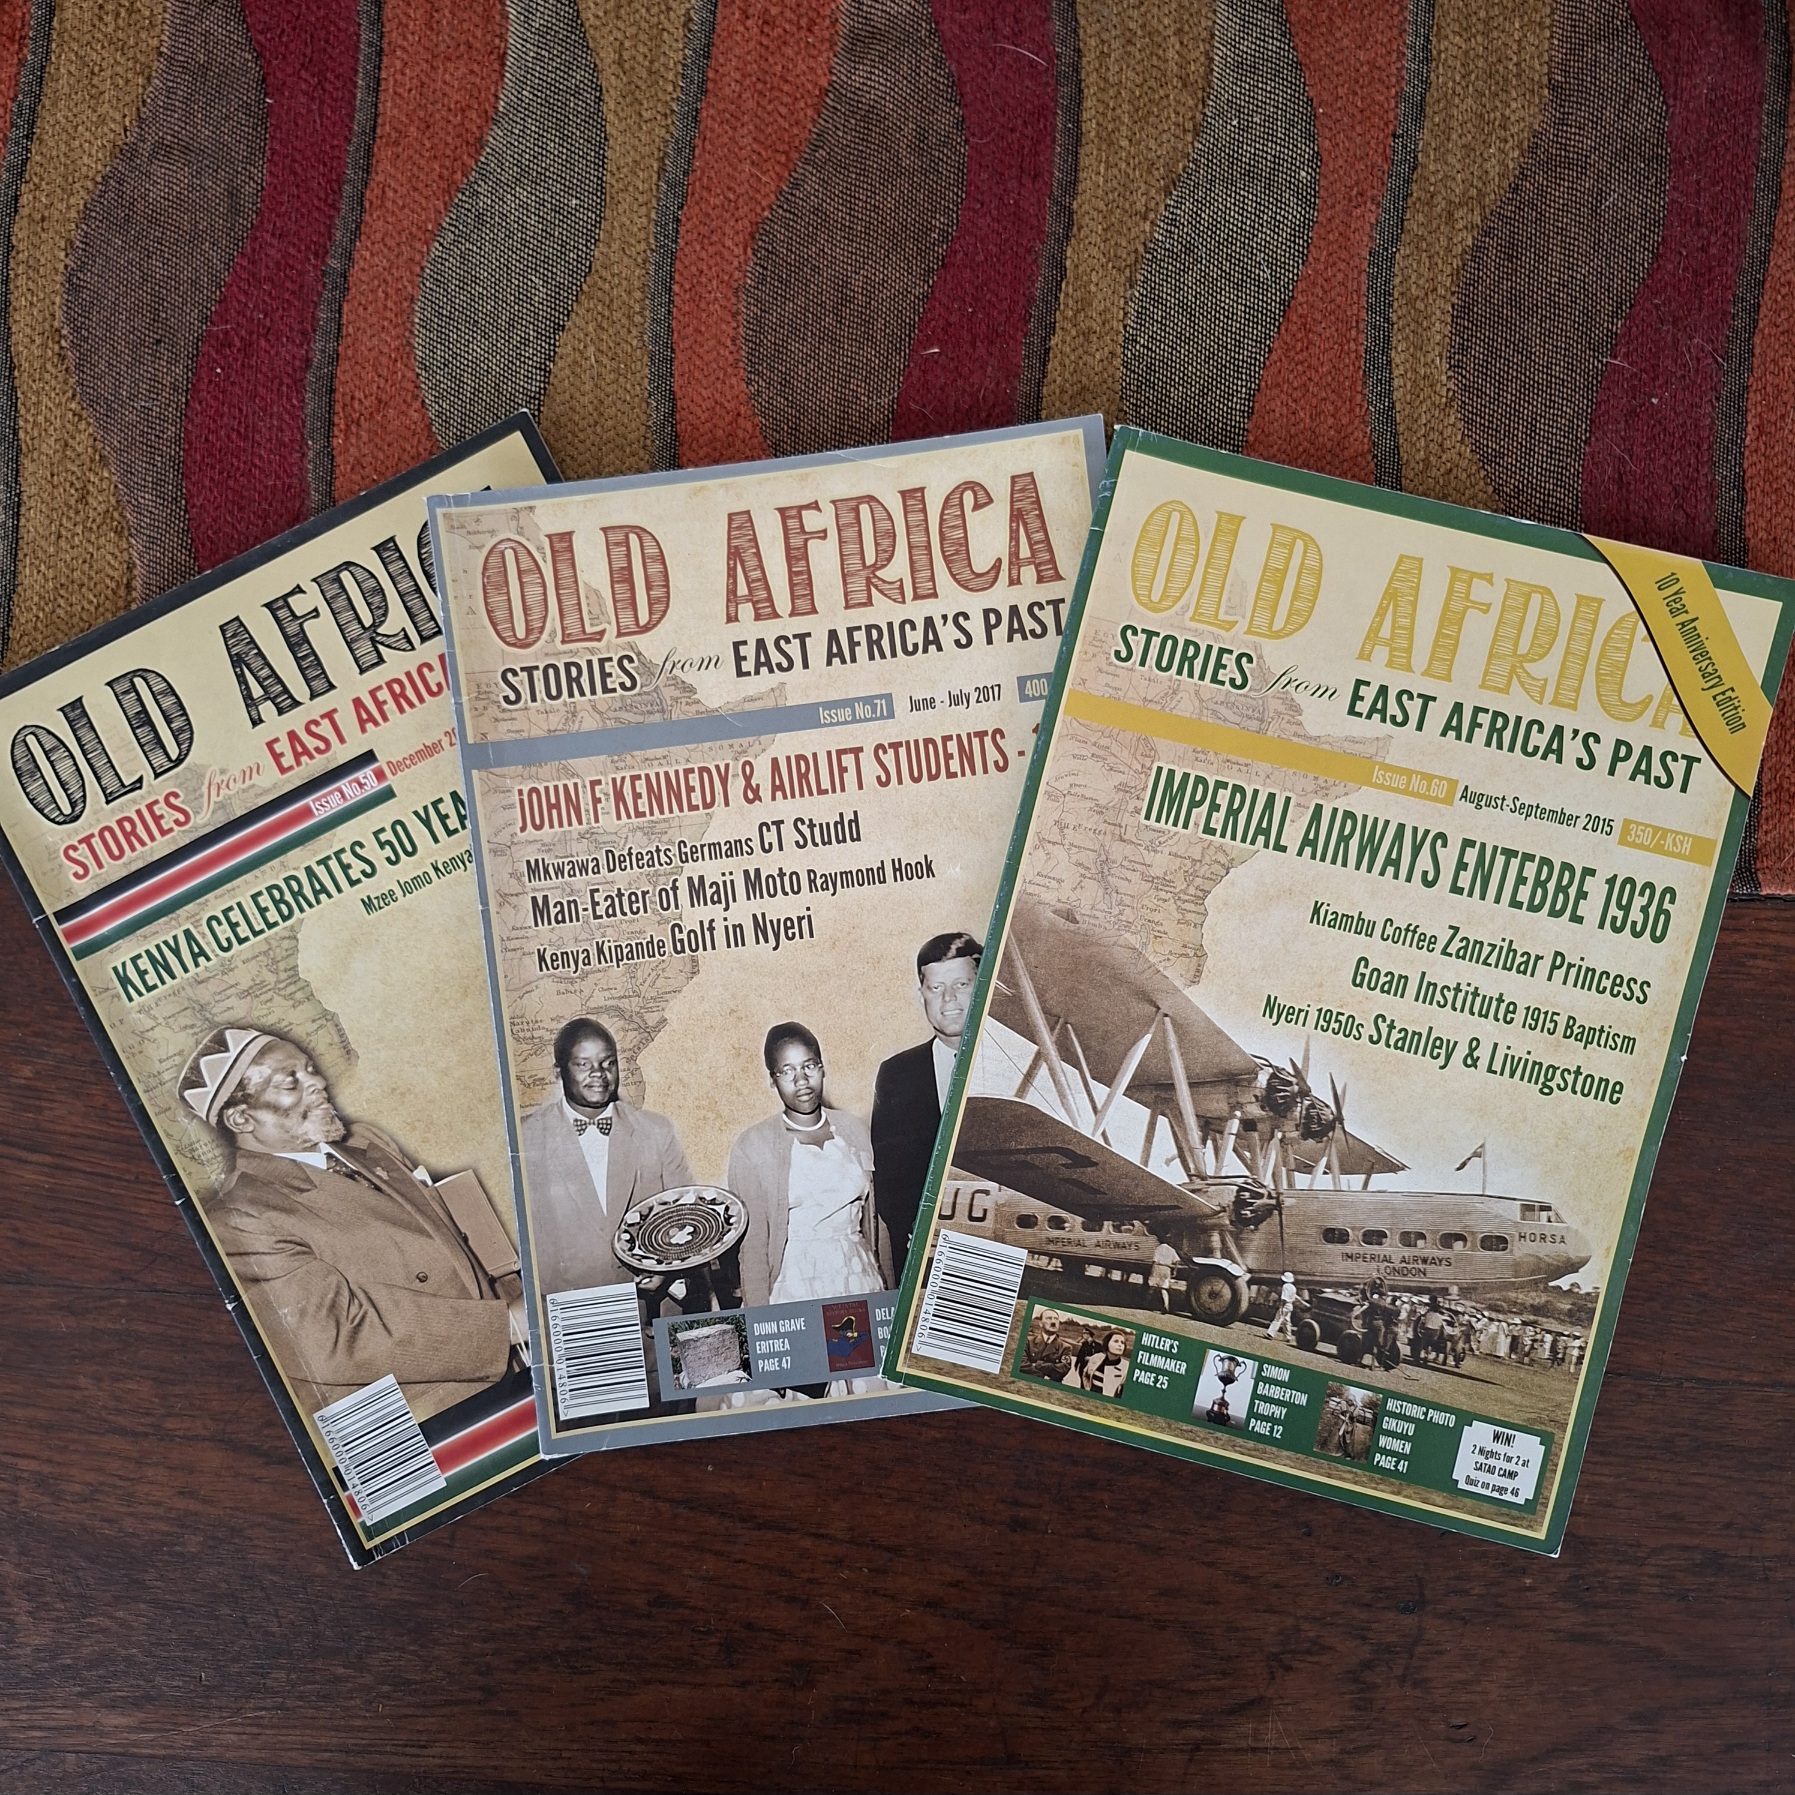 OLD AFRIC
STORIES from EAST AFRIC
Issue No.50 December 2
KENYA CELEBRATES 50 YEA
Mzee Jomo Kenya
OLD AFRICA
STORIES from EAST AFRICA'S PAST
Issue No.71 June - July 2017 400
JOHN F KENNEDY & AIRLIFT STUDENTS -
Mkwawa Defeats Germans CT Studd
Man-Eater of Maji Moto Raymond Hook
Kenya Kipande Golf in Nyeri
DUNN GRAVE
ERITREA
PAGE 47
DELA
BO
OLD AFRICA
10 Year Anniversary Edition
STORIES from EAST AFRICA'S PAST
Issue No.60 August-September 2015 350/-KSH
IMPERIAL AIRWAYS ENTEBBE 1936
Kiambu Coffee Zanzibar Princess
Goan Institute 1915 Baptism
Nyeri 1950s Stanley & Livingstone
UG
G
IMPERIAL AIRWAYS
IMPERIAL AIRWAYS
LONDON
HORSA
6166000014806
HITLER'S
FILMMAKER
PAGE 25
SIMON
BARBERTON
TROPHY
PAGE 12
HISTORIC PHOTO
GIKUYU
WOMEN
PAGE 41
WIN!
2 Nights for 2 at
SATAO CAMP
Quiz on page 46